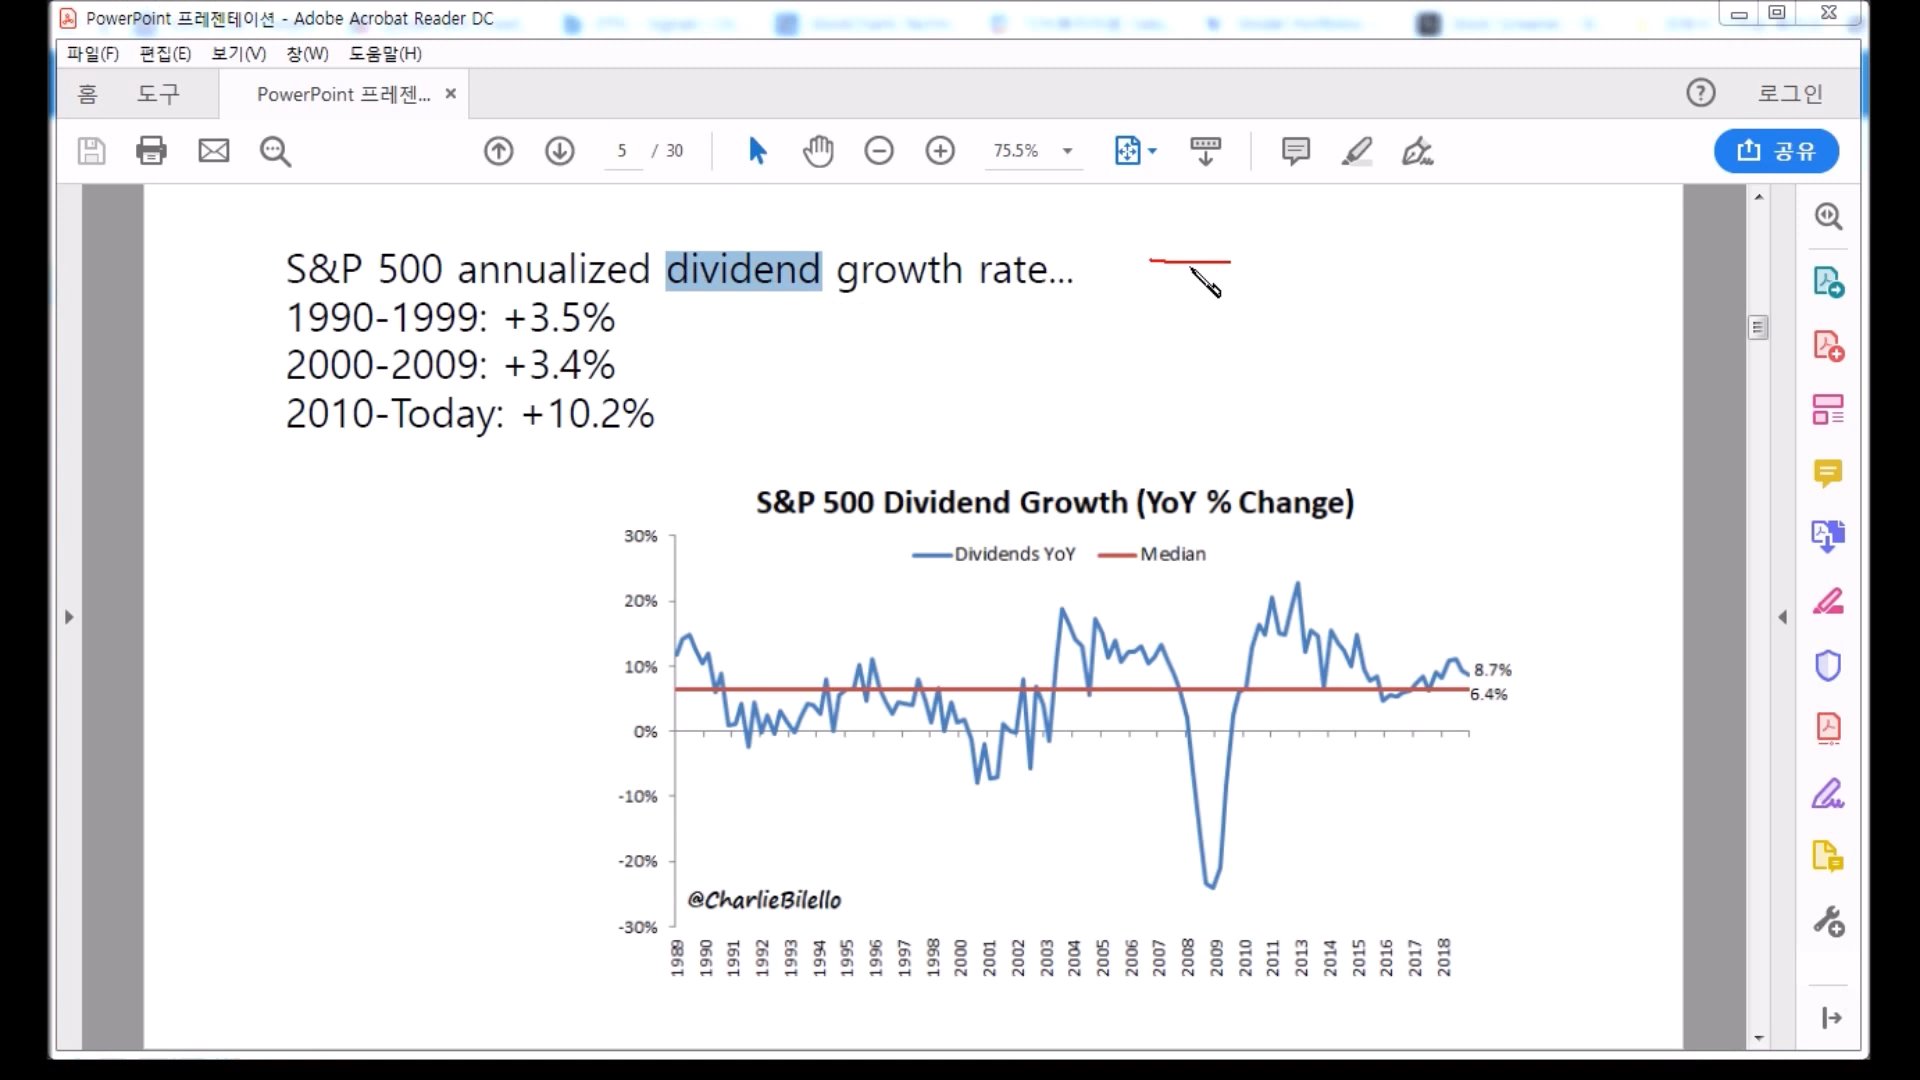 PowerPoint 프레젠테이션 - Adobe Acrobat Reader DC
파일(F) 편집(E) 보기(V) 창(W) 도움말(H)
홈 도구 PowerPoint 프레젠... × 로그인
5 / 30 75.5% 공유
S&P 500 annualized dividend growth rate...
1990-1999: +3.5%
2000-2009: +3.4%
2010-Today: +10.2%
S&P 500 Dividend Growth (YoY % Change)
Dividends YoY Median
30%
20%
10%
0%
-10%
-20%
-30%
8.7%
6.4%
@CharlieBilello
1989 1990 1991 1992 1993 1994 1995 1996 1997 1998 2000 2001 2002 2003 2004 2005 2006 2007 2008 2009 2010 2011 2013 2014 2015 2016 2017 2018